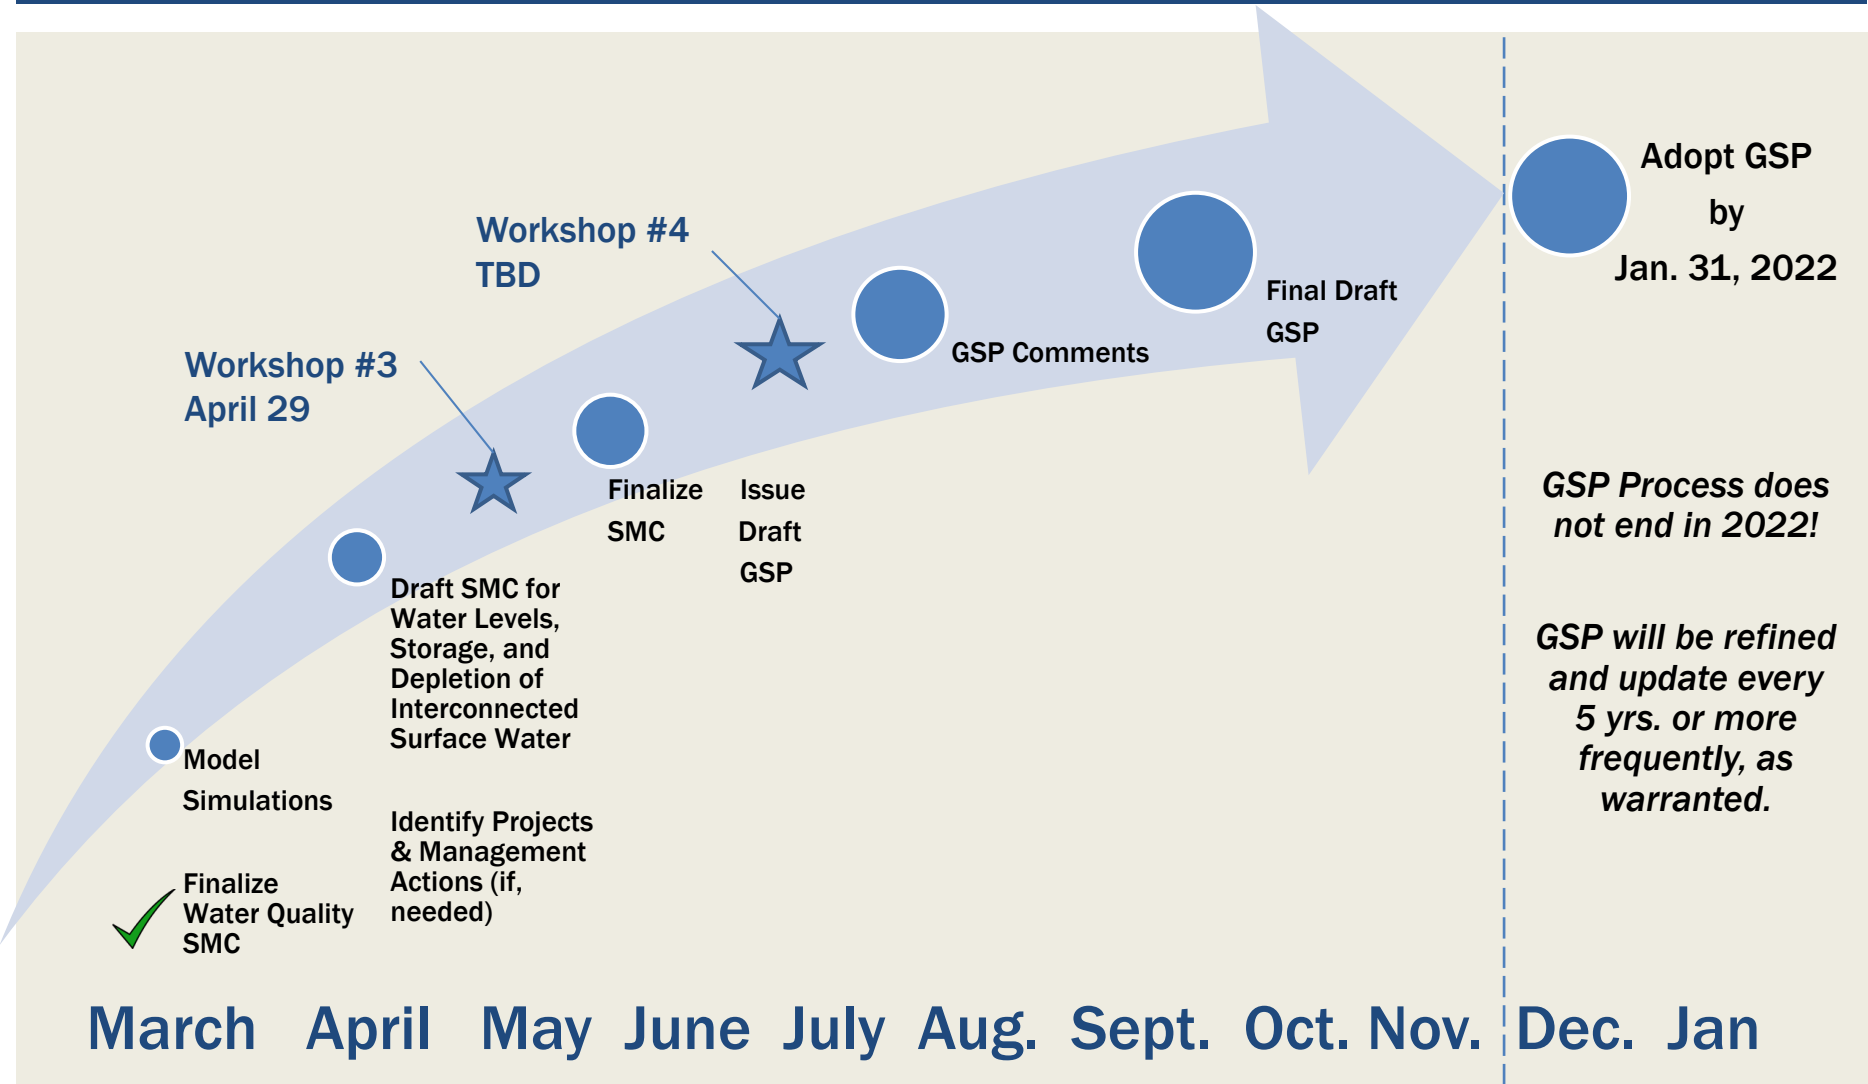 Workshop #3
April 29
Workshop #4
TBD
Model
Simulations
Finalize
Water Quality
SMC
Draft SMC for
Water Levels,
Storage, and
Depletion of
Interconnected
Surface Water
Identify Projects
& Management
Actions (if,
needed)
Finalize
SMC
Issue
Draft
GSP
GSP Comments
Final Draft
GSP
Adopt GSP
by
Jan. 31, 2022
GSP Process does
not end in 2022!
GSP will be refined
and update every
5 yrs. or more
frequently, as
warranted.
March April May June July Aug. Sept. Oct. Nov. Dec. Jan